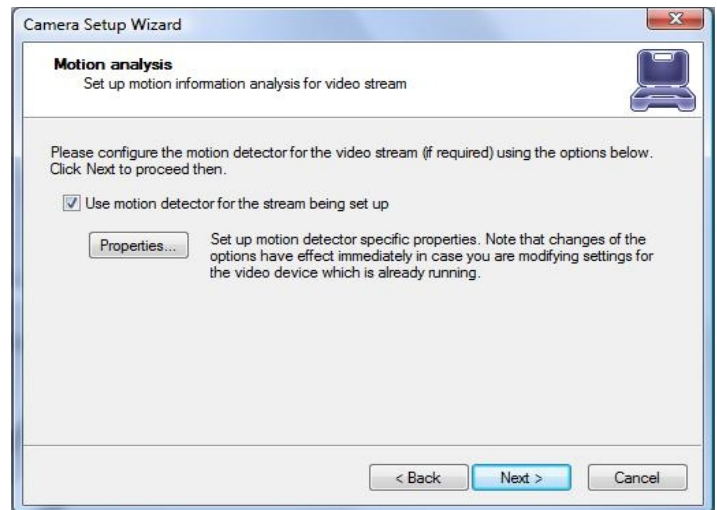 Camera Setup Wizard
Motion analysis
Set up motion information analysis for video stream
Please configure the motion detector for the video stream (if required) using the options below.
Click Next to proceed then.
Use motion detector for the stream being set up
Properties...
Set up motion detector specific properties. Note that changes of the
options have effect immediately in case you are modifying settings for
the video device which is already running.
< Back
Next >
Cancel